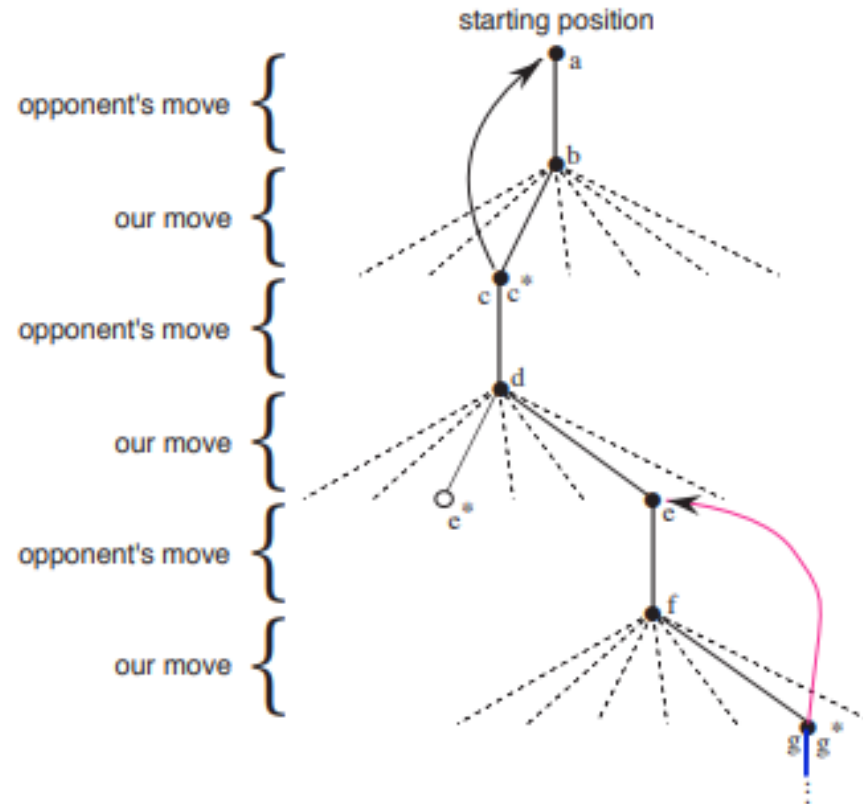 starting position
a
opponent's move
b
our move
c c*
opponent's move
d
our move
e*
e
opponent's move
f
our move
g g*